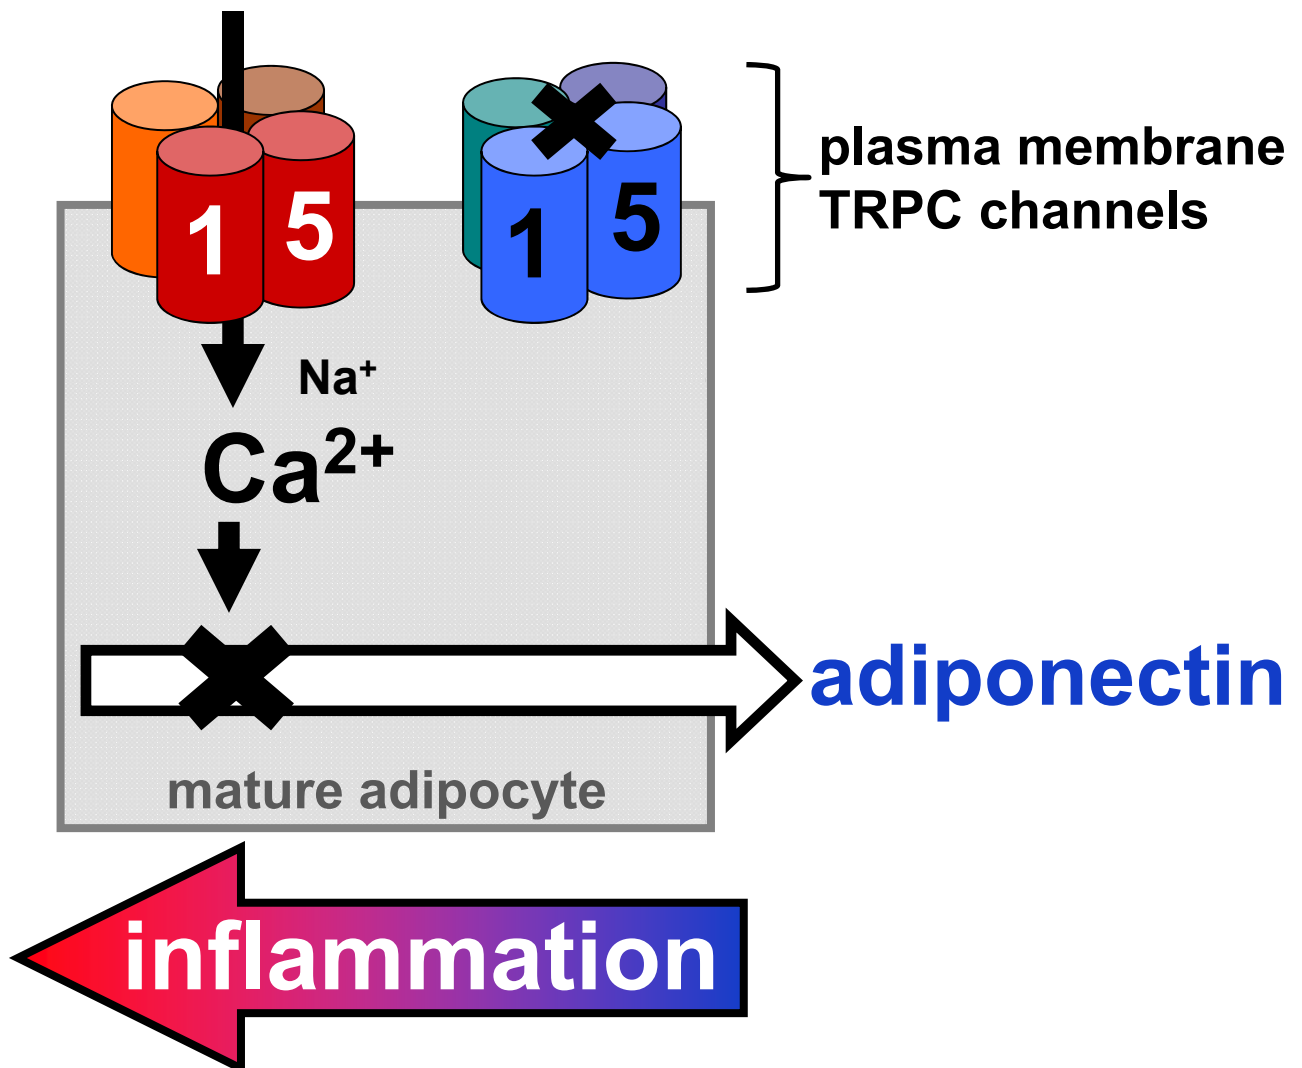 plasma membrane
TRPC channels
1 5
1 5
Na⁺
Ca²⁺
adiponectin
mature adipocyte
inflammation